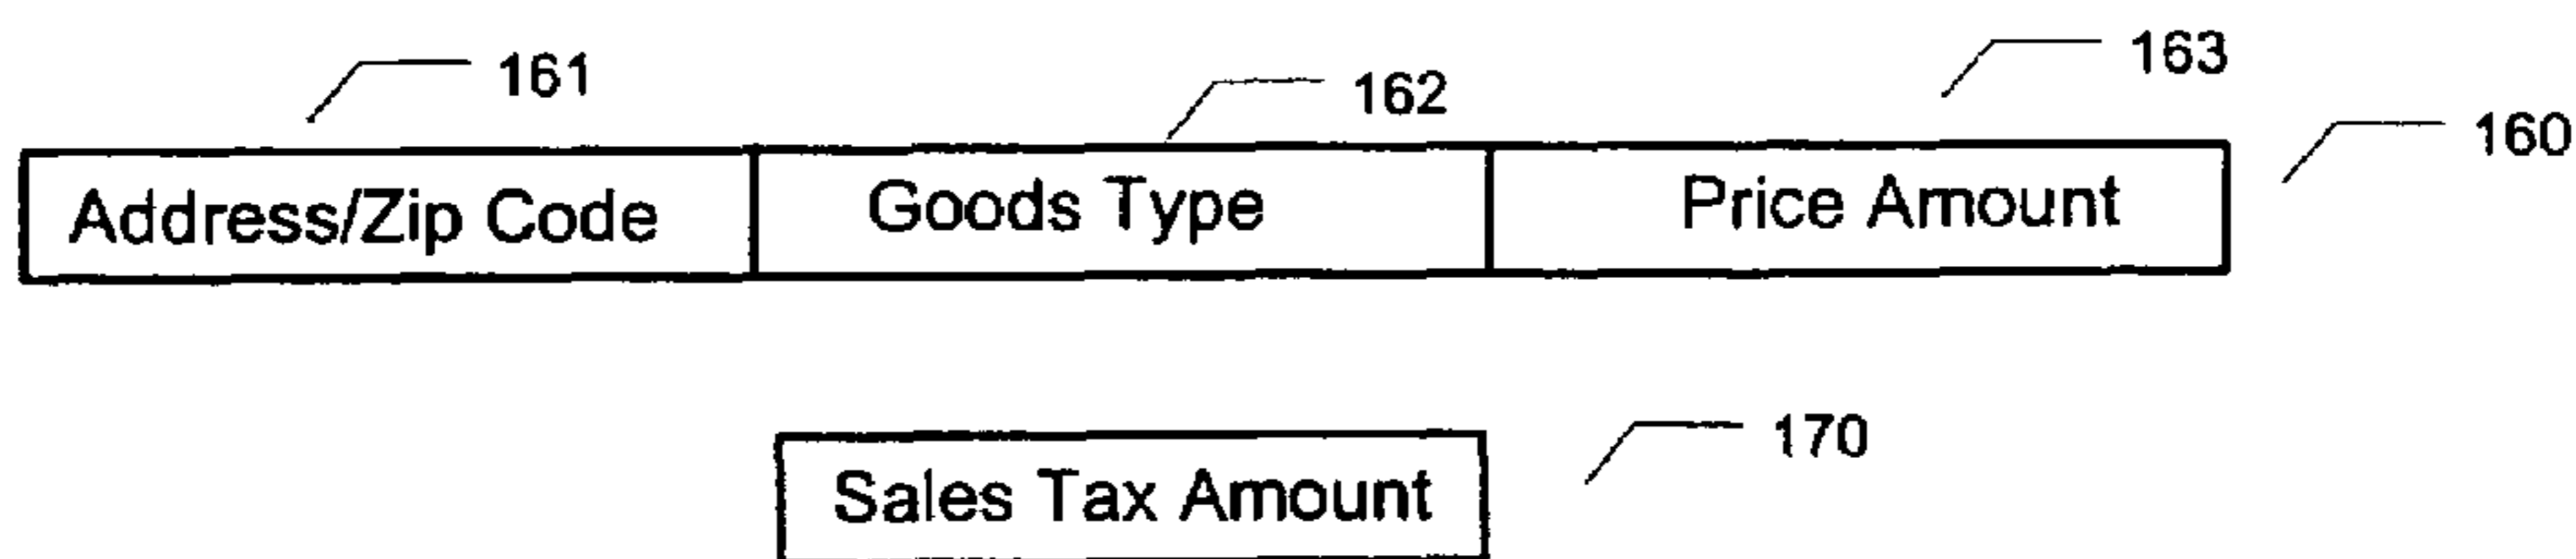 161
162
163
160
Address/Zip Code
Goods Type
Price Amount
170
Sales Tax Amount